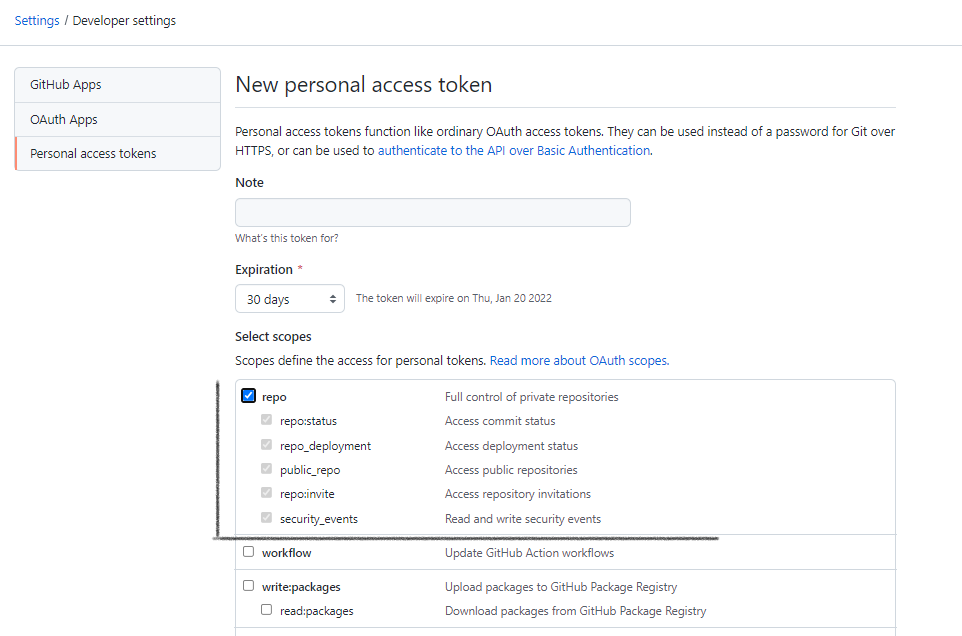 Settings / Developer settings
GitHub Apps
OAuth Apps
Personal access tokens
New personal access token
Personal access tokens function like ordinary OAuth access tokens. They can be used instead of a password for Git over
HTTPS, or can be used to authenticate to the API over Basic Authentication.
Note
What's this token for?
Expiration *
30 days The token will expire on Thu, Jan 20 2022
Select scopes
Scopes define the access for personal tokens. Read more about OAuth scopes.
repo Full control of private repositories
repo:status Access commit status
repo_deployment Access deployment status
public_repo Access public repositories
repo:invite Access repository invitations
security_events Read and write security events
workflow Update GitHub Action workflows
write:packages Upload packages to GitHub Package Registry
read:packages Download packages from GitHub Package Registry